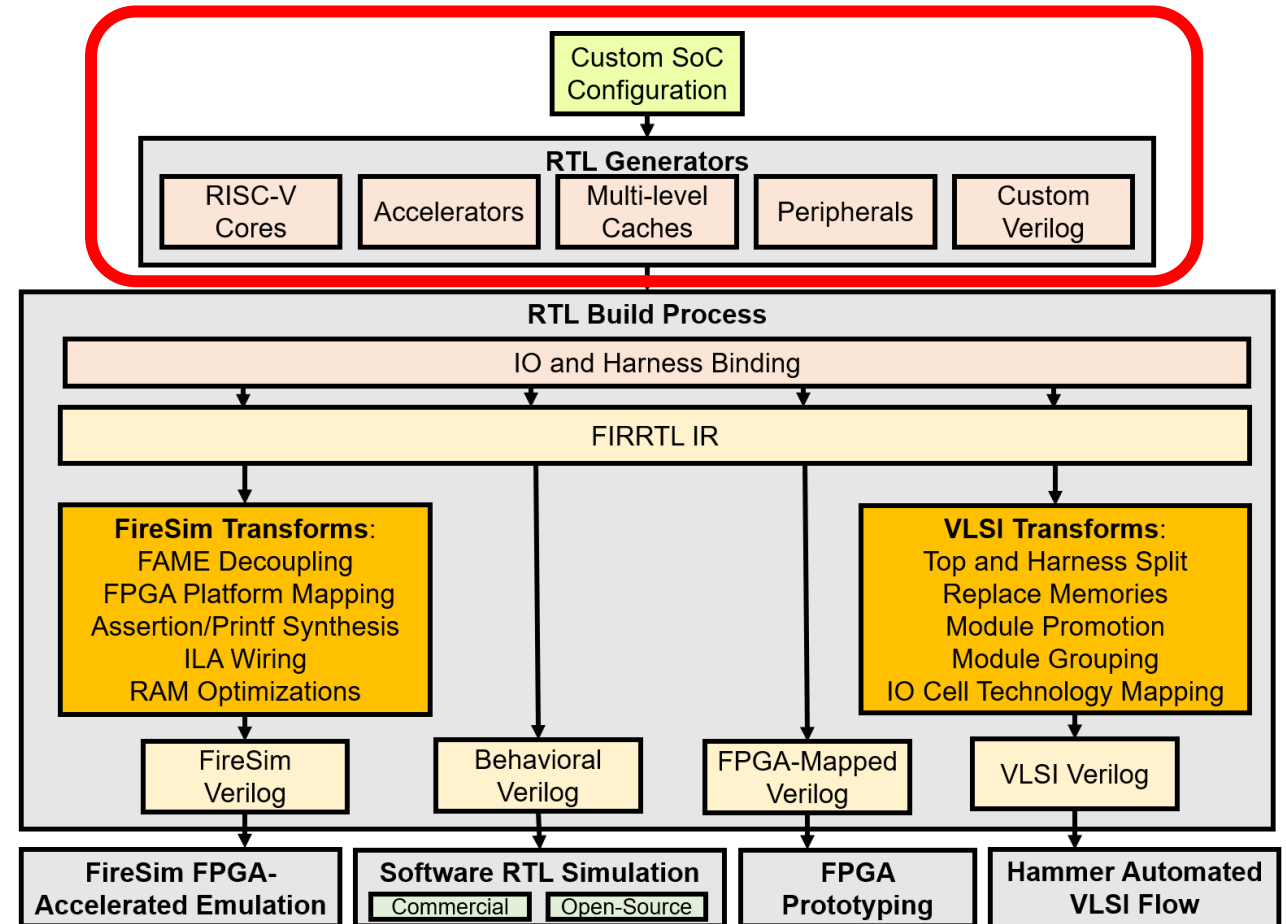 Custom SoC
Configuration
RTL Generators
RISC-V
Cores
Accelerators
Multi-level
Caches
Peripherals
Custom
Verilog
RTL Build Process
IO and Harness Binding
FIRRTL IR
FireSim Transforms:
FAME Decoupling
FPGA Platform Mapping
Assertion/Printf Synthesis
ILA Wiring
RAM Optimizations
VLSI Transforms:
Top and Harness Split
Replace Memories
Module Promotion
Module Grouping
IO Cell Technology Mapping
FireSim
Verilog
Behavioral
Verilog
FPGA-Mapped
Verilog
VLSI Verilog
FireSim FPGA-
Accelerated Emulation
Software RTL Simulation
Commercial
Open-Source
FPGA
Prototyping
Hammer Automated
VLSI Flow